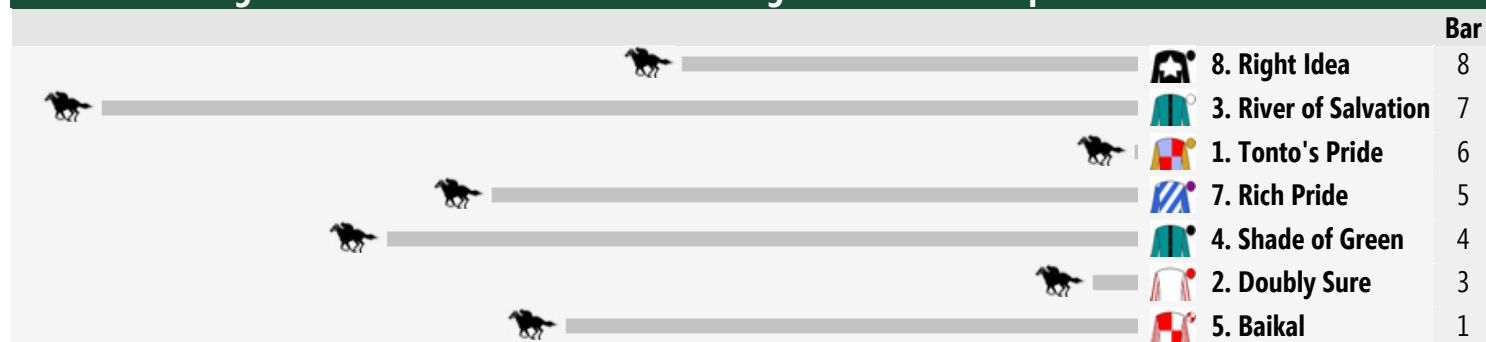 Bar
8. Right Idea 8
3. River of Salvation 7
1. Tonto's Pride 6
7. Rich Pride 5
4. Shade of Green 4
2. Doubly Sure 3
5. Baikal 1